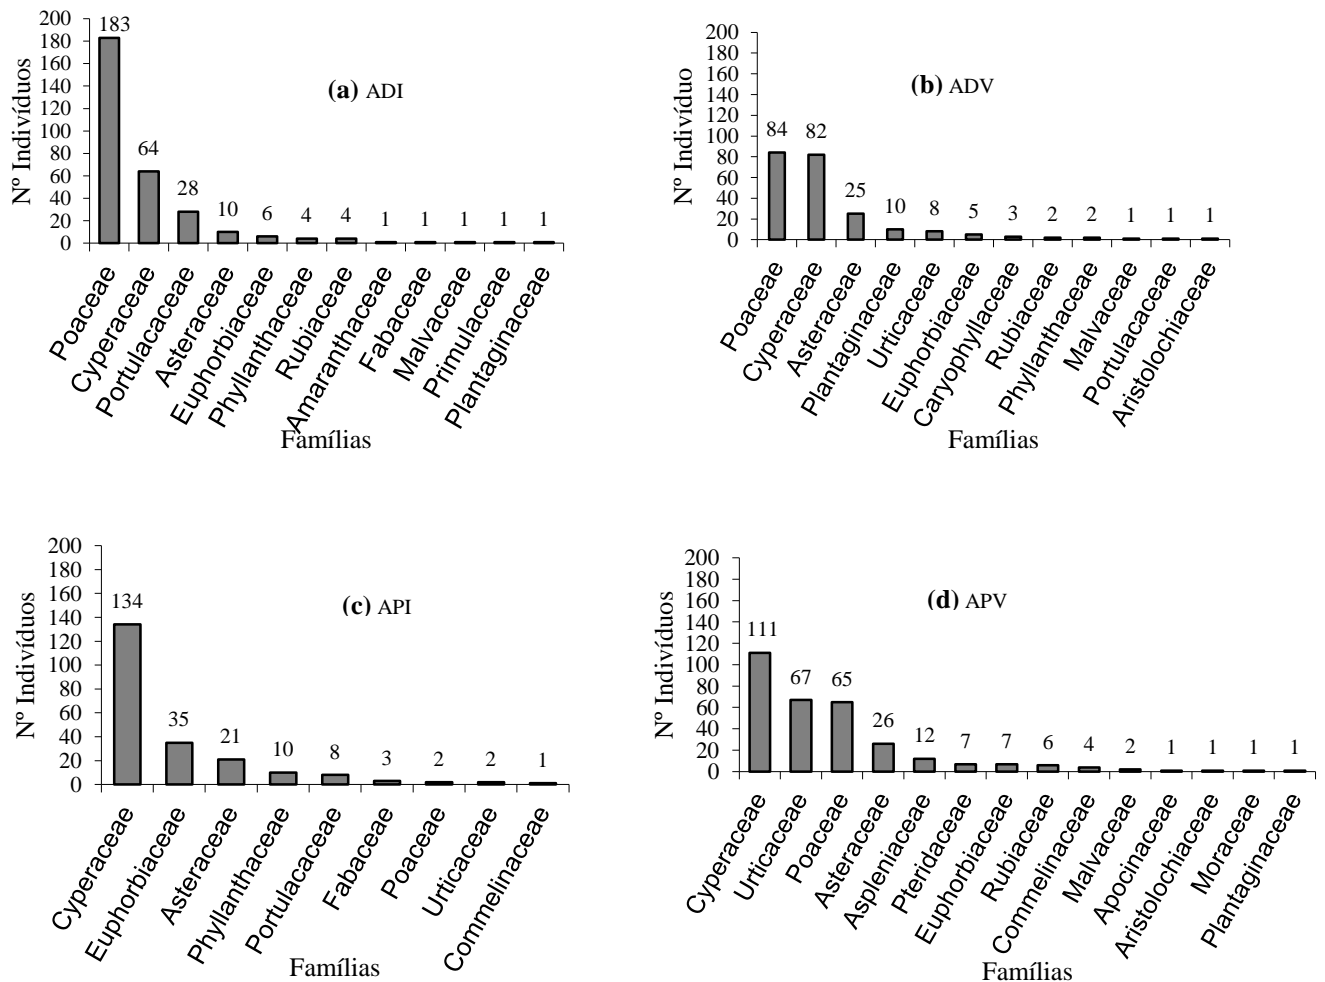 (a) ADI
Nº Indivíduos
200
180
160
140
120
100
80
60
40
20
0
183
64
28
10
6
4
4
1
1
1
1
1
Poaceae
Cyperaceae
Portulacaceae
Asteraceae
Euphorbiaceae
Phyllanthaceae
Rubiaceae
Amaranthaceae
Fabaceae
Malvaceae
Primulaceae
Plantaginaceae
Famílias
(b) ADV
Nº Indivíduo
200
180
160
140
120
100
80
60
40
20
0
84
82
25
10
8
5
3
2
2
1
1
1
Poaceae
Cyperaceae
Asteraceae
Plantaginaceae
Urticaceae
Euphorbiaceae
Caryophyllaceae
Rubiaceae
Phyllanthaceae
Malvaceae
Portulacaceae
Aristolochiaceae
Famílias
(c) API
Nº Indivíduos
200
180
160
140
120
100
80
60
40
20
0
134
35
21
10
8
3
2
2
1
Cyperaceae
Euphorbiaceae
Asteraceae
Phyllanthaceae
Portulacaceae
Fabaceae
Poaceae
Urticaceae
Commelinaceae
Famílias
(d) APV
Nº Indivíduos
200
180
160
140
120
100
80
60
40
20
0
111
67
65
26
12
7
7
6
4
2
1
1
1
1
Cyperaceae
Urticaceae
Poaceae
Asteraceae
Aspleniaceae
Pteridaceae
Euphorbiaceae
Rubiaceae
Commelinaceae
Malvaceae
Apocinaceae
Aristolochiaceae
Moraceae
Plantaginaceae
Famílias